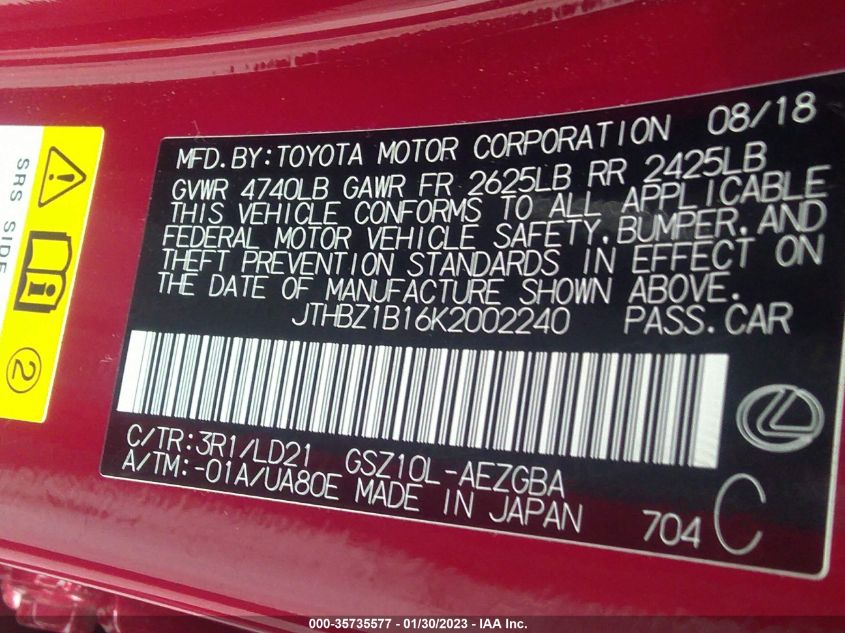 MFD.BY:TOYOTA MOTOR CORPORATION 08/18
GVWR 4740LB GAWR FR 2625LB RR 2425LB
THIS VEHICLE CONFORMS TO ALL APPLICABLE
FEDERAL MOTOR VEHICLE SAFETY,BUMPER,AND
THEFT PREVENTION STANDARDS IN EFFECT ON
THE DATE OF MANUFACTURE SHOWN ABOVE.
JTHBZ1B16K2002240 PASS.CAR
C/TR:3R1/LD21 GSZ10L-AEZGBA
A/TM:-01A/UA80E MADE IN JAPAN 704 C
SRS SIDE
2
000-35735577 - 01/30/2023 - IAA Inc.